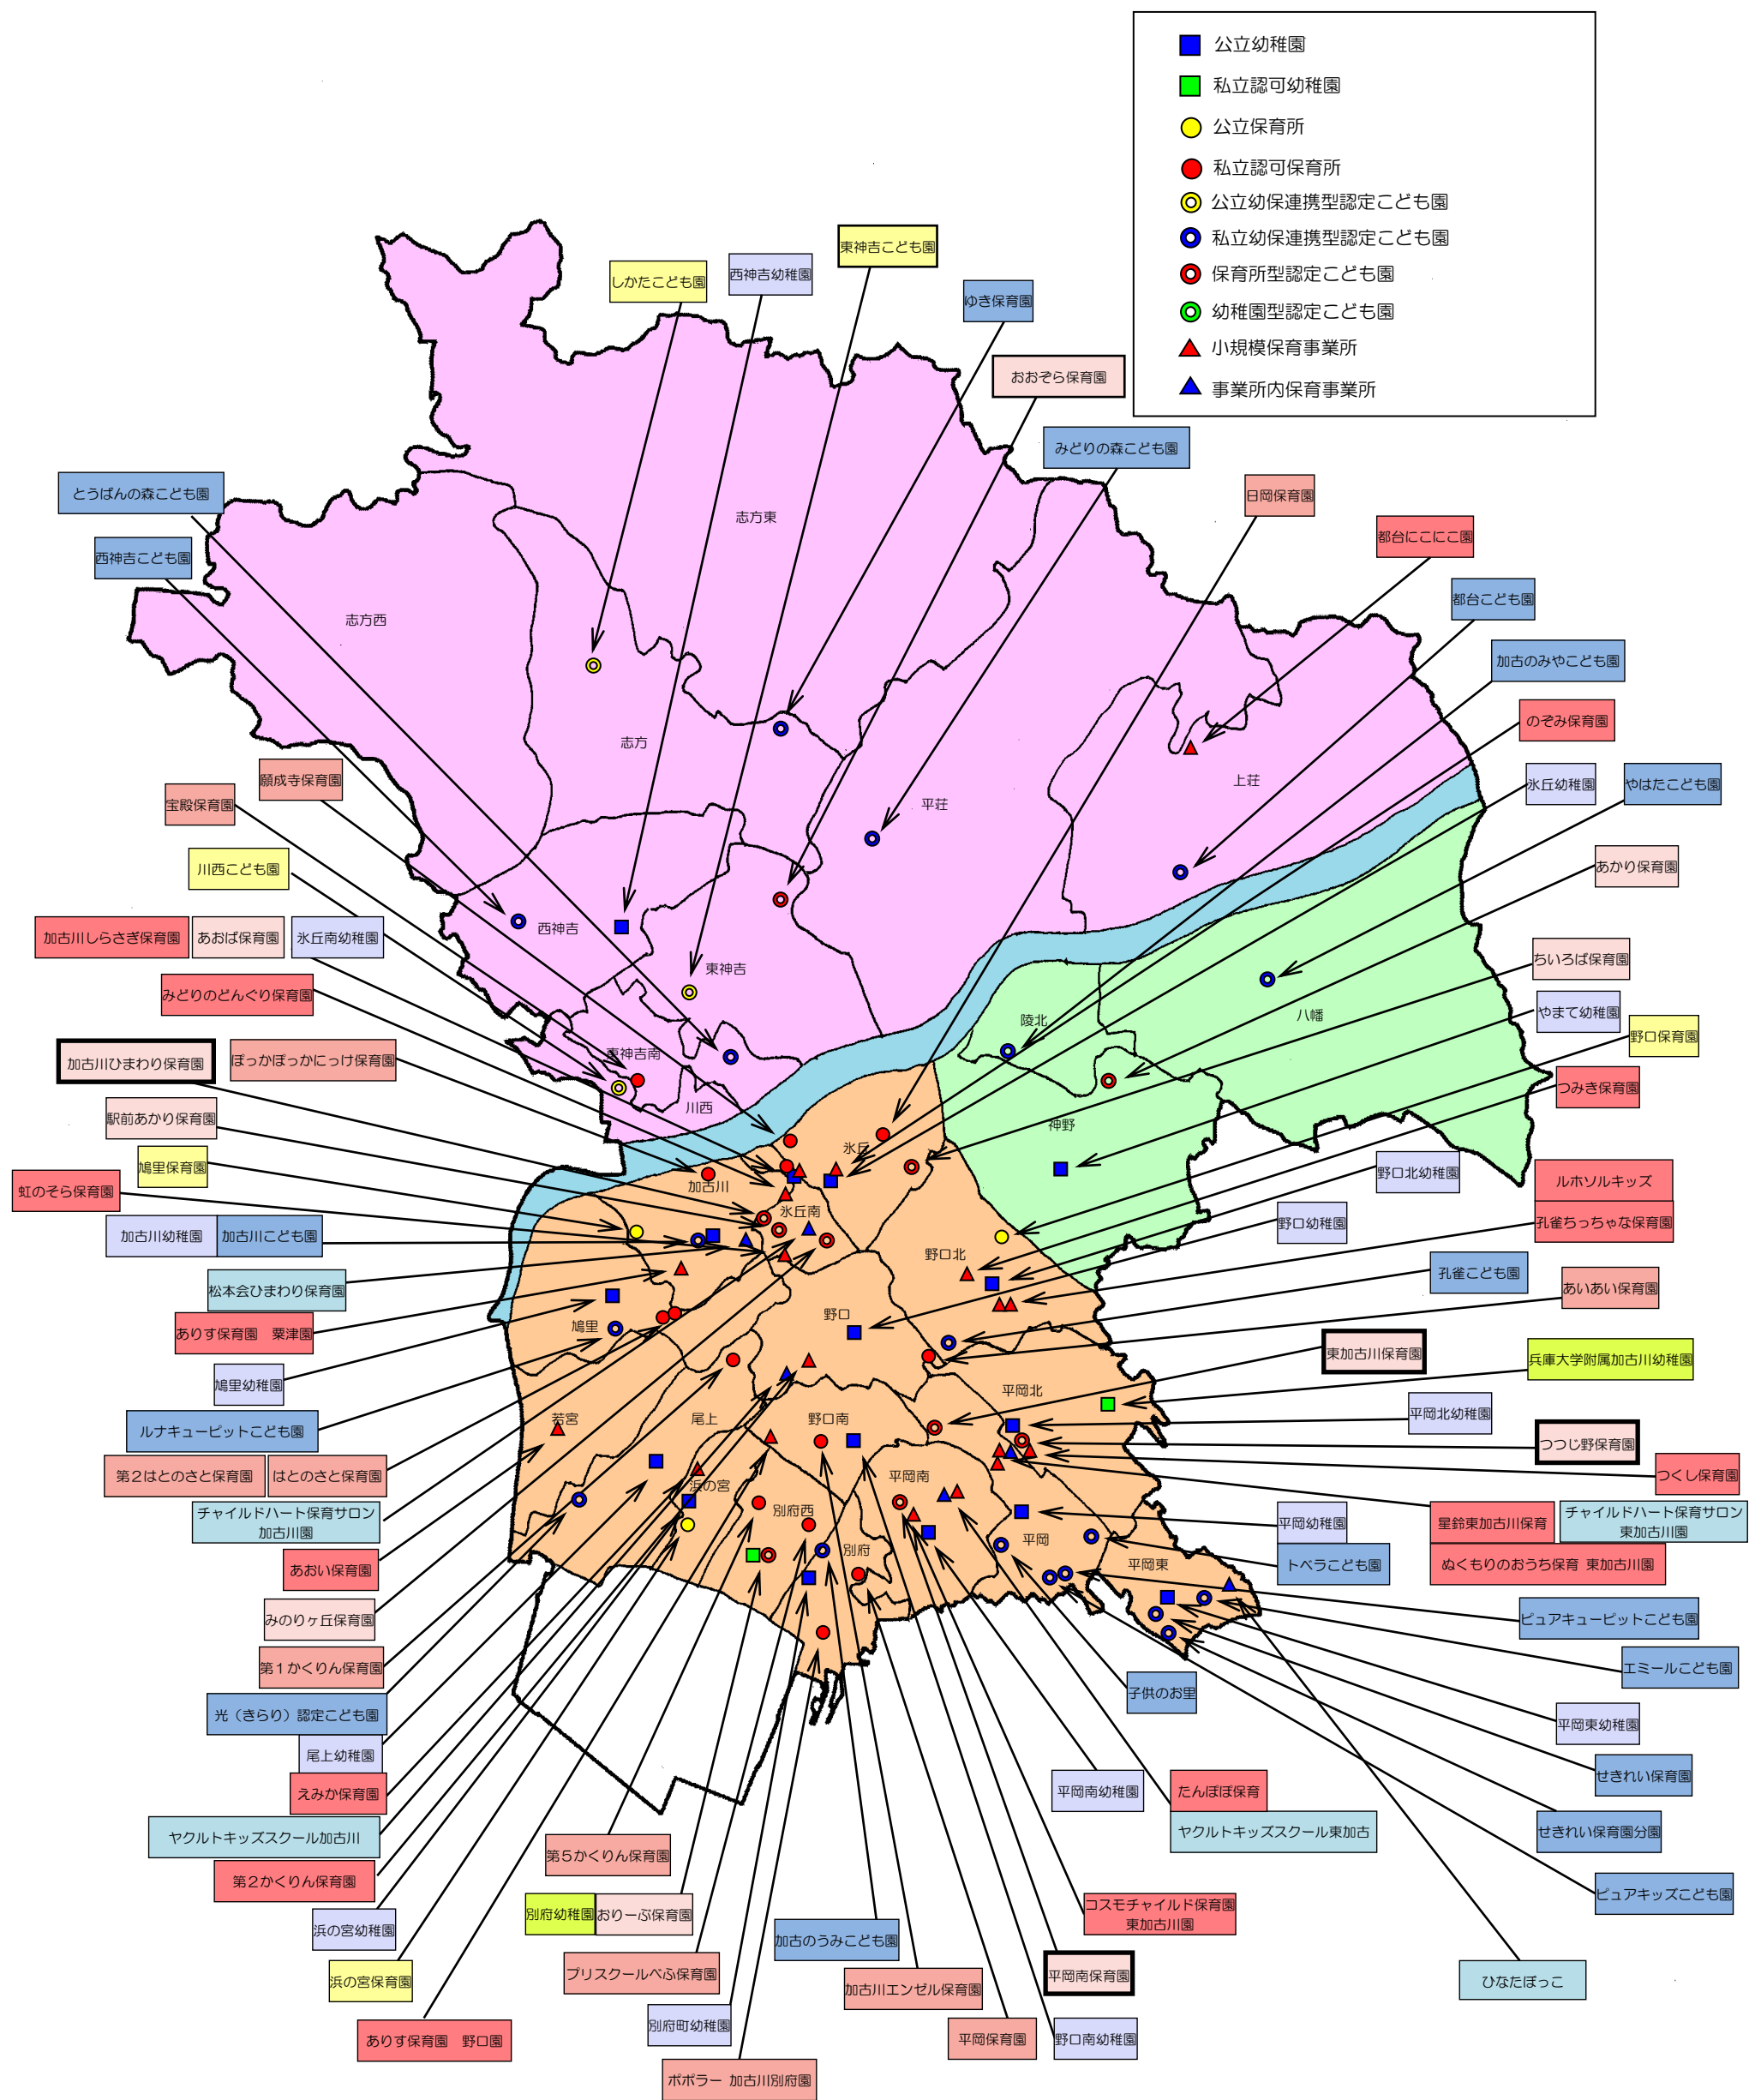 公立幼稚園
私立認可幼稚園
公立保育所
私立認可保育所
公立幼保連携型認定こども園
私立幼保連携型認定こども園
保育所型認定こども園
幼稚園型認定こども園
小規模保育事業所
事業所内保育事業所
東神吉こども園
西神吉幼稚園
しかたこども園
ゆき保育園
おおぞら保育園
みどりの森こども園
日岡保育園
とうばんの森こども園
都台にこにこ園
西神吉こども園
都台こども園
加古のみやこども園
のぞみ保育園
氷丘幼稚園
やはたこども園
願成寺保育園
宝殿保育園
川西こども園
あかり保育園
加古川しらさぎ保育園
あおば保育園
氷丘南幼稚園
ちいろば保育園
みどりのどんぐり保育園
やまて幼稚園
野口保育園
加古川ひまわり保育園
ぽっかぽっかにっけ保育園
つみき保育園
駅前あかり保育園
鳩里保育園
野口北幼稚園
ルホソルキッズ
虹のそら保育園
野口幼稚園
孔雀ちっちゃな保育園
加古川幼稚園
加古川こども園
孔雀こども園
松本会ひまわり保育園
あいあい保育園
ありす保育園　粟津園
東加古川保育園
兵庫大学附属加古川幼稚園
鳩里幼稚園
平岡北幼稚園
ルナキューピットこども園
つつじ野保育園
第２はとのさと保育園
はとのさと保育園
つくし保育園
チャイルドハート保育サロン
加古川園
平岡幼稚園
星鈴東加古川保育
チャイルドハート保育サロン
東加古川園
あおい保育園
トベラこども園
ぬくもりのおうち保育 東加古川園
みのりヶ丘保育園
ピュアキューピットこども園
第１かくりん保育園
エミールこども園
光（きらり）認定こども園
子供のお里
平岡東幼稚園
尾上幼稚園
せきれい保育園
えみか保育園
平岡南幼稚園
たんぽぽ保育
ヤクルトキッズスクール加古川
ヤクルトキッズスクール東加古
せきれい保育園分園
第２かくりん保育園
第５かくりん保育園
ピュアキッズこども園
浜の宮幼稚園
別府幼稚園
おりーぶ保育園
コスモチャイルド保育園
東加古川園
加古のうみこども園
浜の宮保育園
プリスクールべふ保育園
平岡南保育園
ひなたぼっこ
加古川エンゼル保育園
ありす保育園　野口園
別府町幼稚園
平岡保育園
野口南幼稚園
ポポラー 加古川別府園
志方東
志方西
志方
平荘
上荘
西神吉
東神吉
東神吉南
川西
陵北
八幡
神野
氷丘
加古川
氷丘南
野口北
野口
鳩里
平岡北
若宮
尾上
野口南
浜の宮
別府西
平岡南
別府
平岡
平岡東